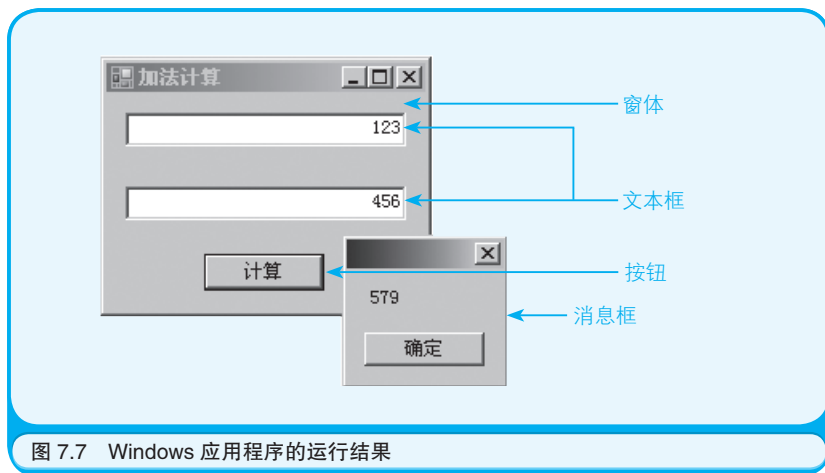 加法计算
窗体
123
456
文本框
计算
按钮
579
消息框
确定
图 7.7 Windows 应用程序的运行结果